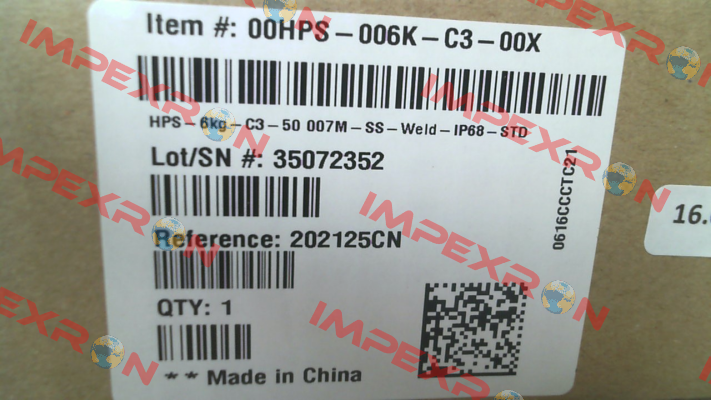 Item #: 00HPS-006K-C3-00X
HPS-6kg-C3-50 007M-SS-Weld-IP68-STD
Lot/SN #: 35072352
Reference: 202125CN
QTY: 1
** Made in China
0616CCCTC21
16.
IMPEXRON
IMPEXRON
IMPEXRON
IMPEXRON
IMPEXRON